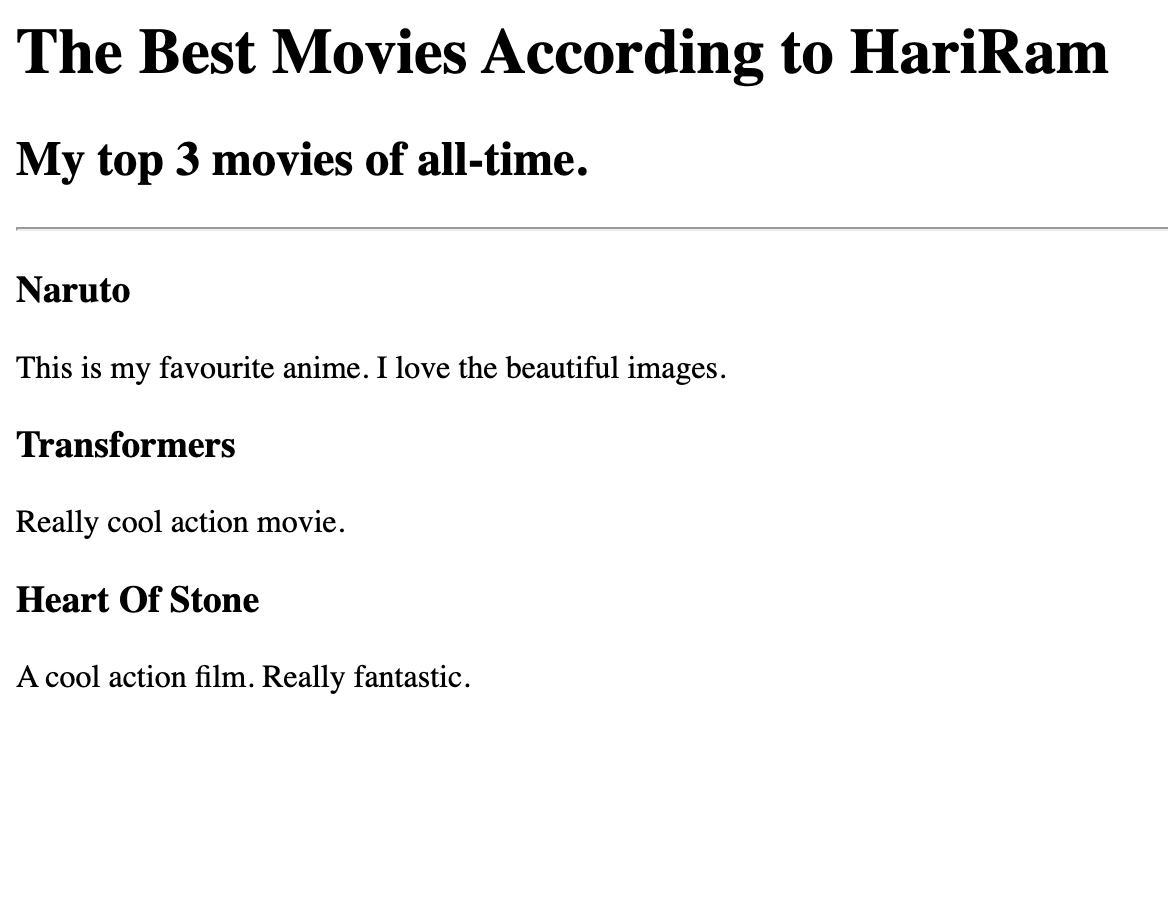 The Best Movies According to HariRam
My top 3 movies of all-time.
Naruto
This is my favourite anime. I love the beautiful images.
Transformers
Really cool action movie.
Heart Of Stone
A cool action film. Really fantastic.